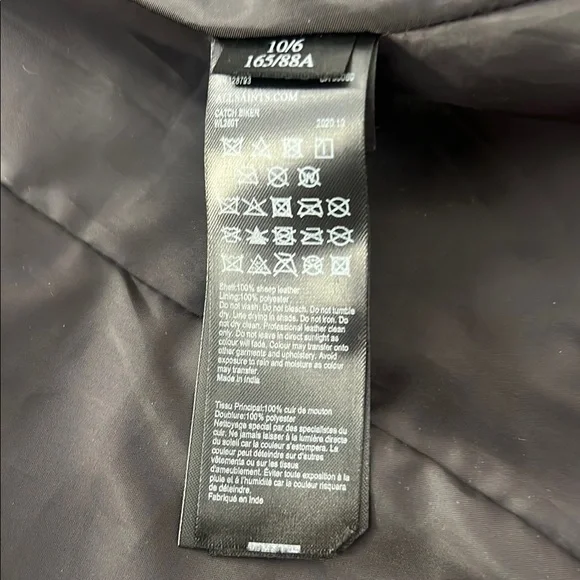 10/6
165/88A
ALLSAINTS.COM
CATCH BIKER
WL260T 2020.12
Shell:100% sheep leather
Lining:100% polyester
Do not wash. Do not bleach. Do not tumble
dry. Line drying in shade. Do not iron. Do
not dry clean. Professional leather clean
only. Do not leave in direct sunlight as
colour will fade. Colour may transfer onto
other garments and upholstery. Avoid
exposure to rain and moisture as colour
may run.
Made in India
Tissu Principal:100% cuir de mouton
Doublure:100% polyester
Nettoyage spécial par des spécialistes du
cuir. Ne jamais laisser à la lumière directe
du soleil car la couleur s'estompera. Le
couleur peut déteindre sur d'autre
vêtements ou sur les tissus
d'ameublement. Éviter toute exposition à la
pluie et à l'humidité car la couleur risquera
de déteindre.
Fabriqué en Inde